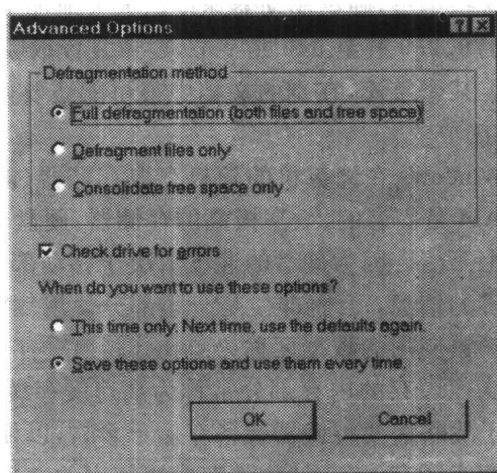 Advanced Options
Defragmentation method
Full defragmentation (both files and free space)
Defragment files only
Consolidate free space only
Check drive for errors
When do you want to use these options?
This time only. Next time, use the defaults again.
Save these options and use them every time.
OK
Cancel